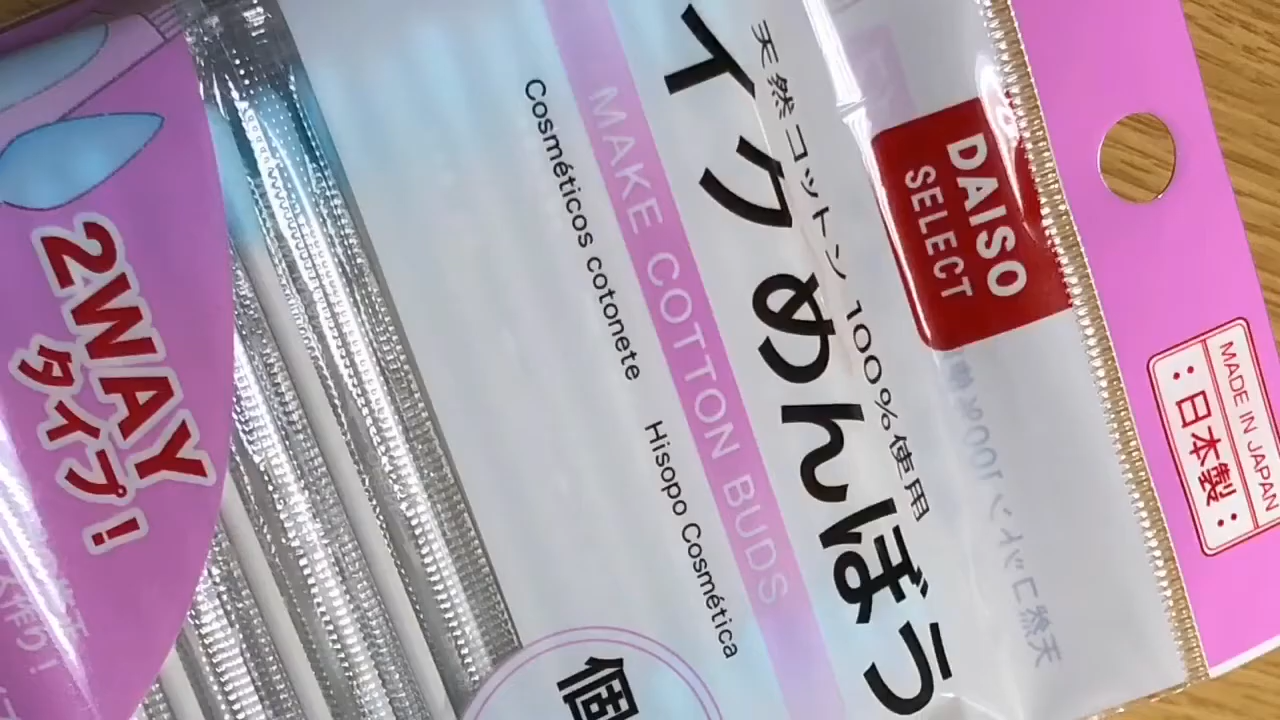 MADE IN JAPAN
:日本製:
DAISO
SELECT
天然コットン100%使用
イクめんぼう
MAKE COTTON BUDS
Cosméticos cotonete Hisopo Cosmética
個
2WAY
タイプ!